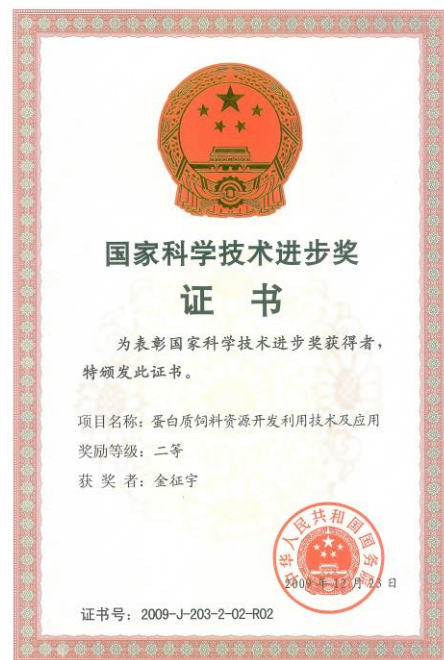 国家科学技术进步奖
证 书
为表彰国家科学技术进步奖获得者，
特颁发此证书。
项目名称：蛋白质饲料资源开发利用技术及应用
奖励等级：二等
获 奖 者：金征宇
中华人民共和国国务院
2009年12月23日
证书号：2009-J-203-2-02-R02